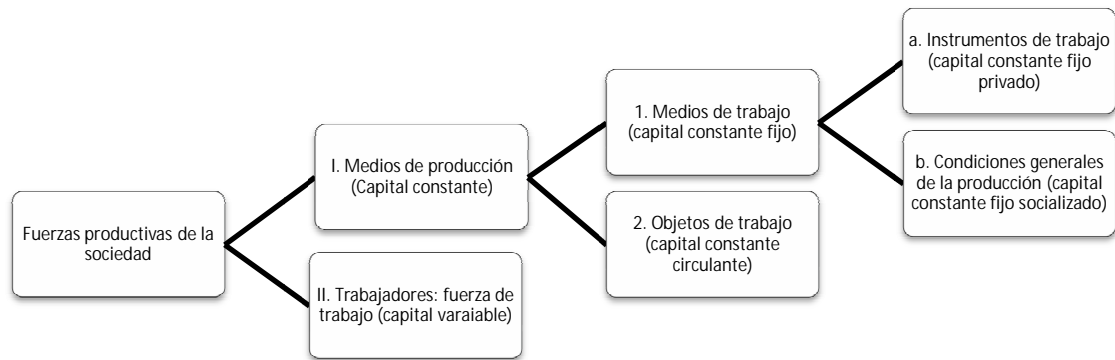 Fuerzas productivas de la
sociedad
I. Medios de producción
(Capital constante)
II. Trabajadores: fuerza de
trabajo (capital varaiable)
1. Medios de trabajo
(capital constante fijo)
2. Objetos de trabajo
(capital constante
circulante)
a. Instrumentos de trabajo
(capital constante fijo
privado)
b. Condiciones generales
de la producción (capital
constante fijo socializado)